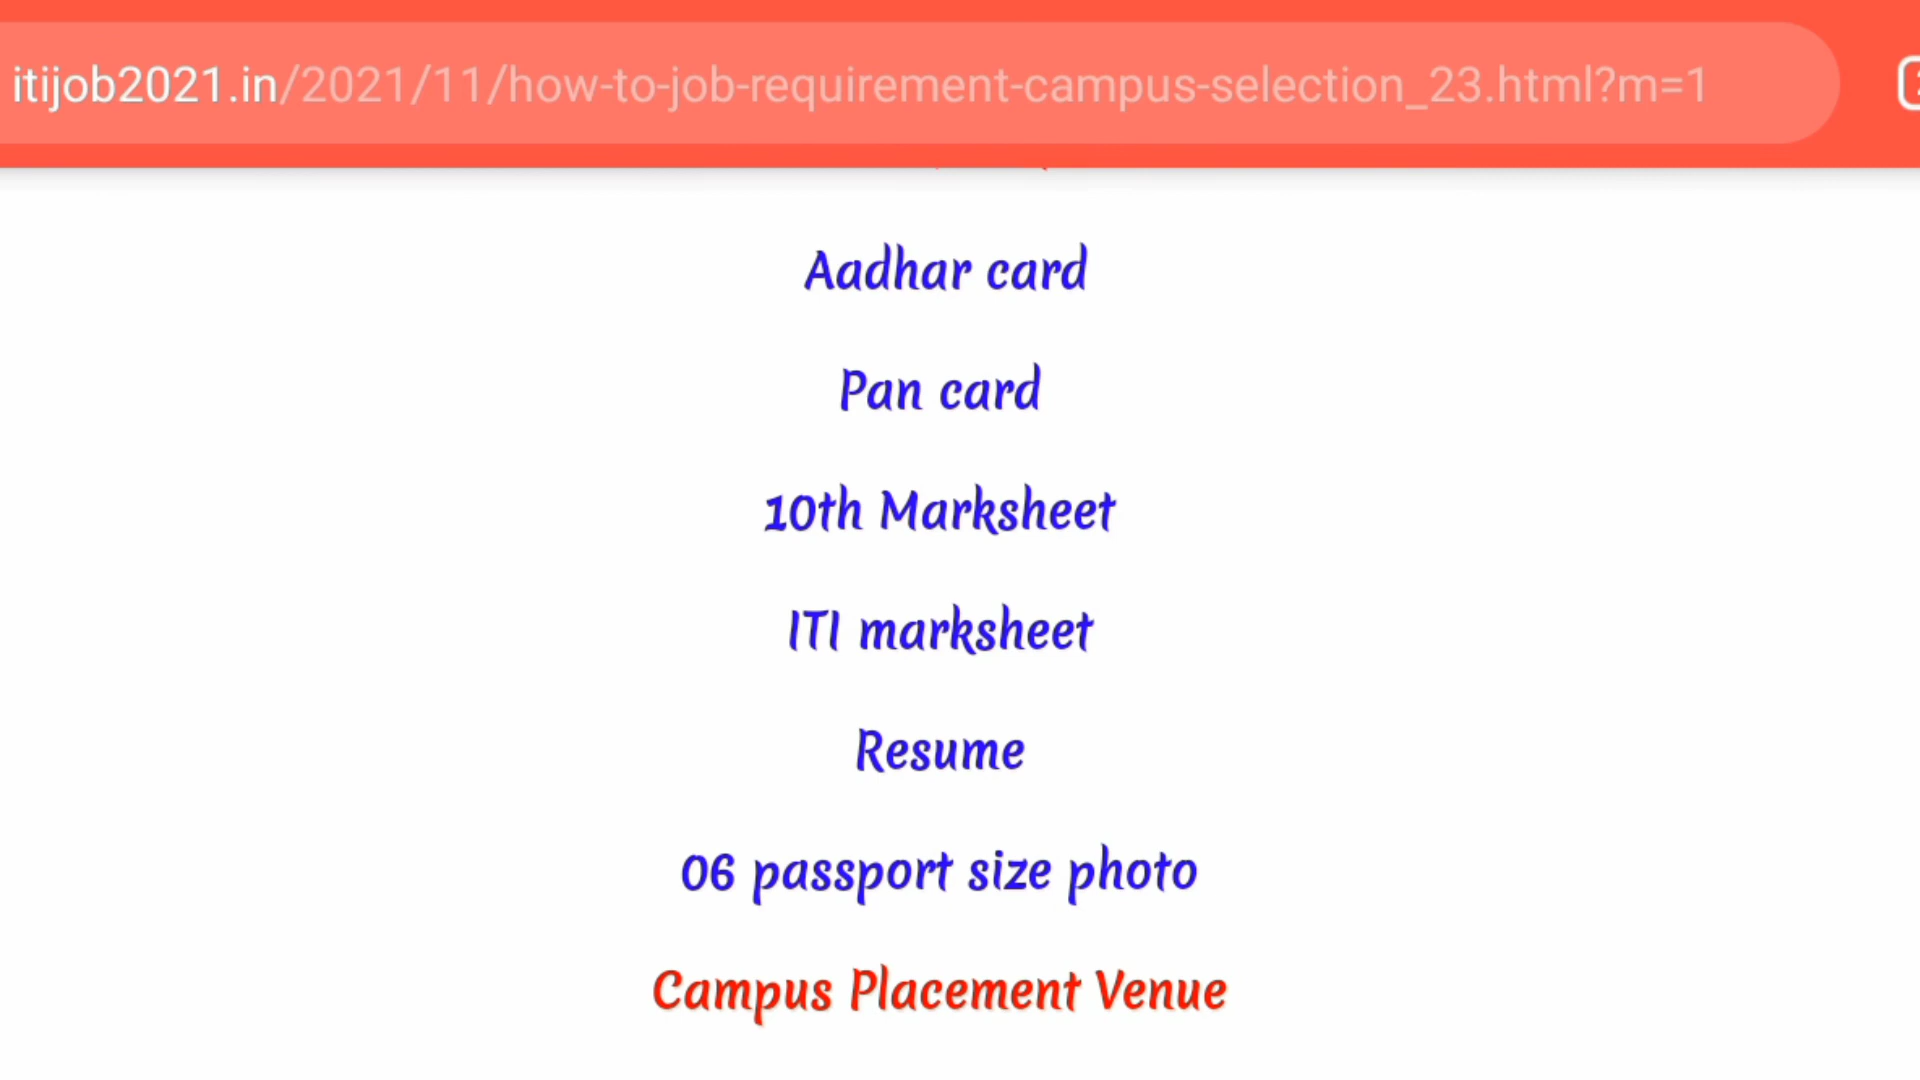 itijob2021.in/2021/11/how-to-job-requirement-campus-selection_23.html?m=1
Aadhar card
Pan card
10th Marksheet
ITI marksheet
Resume
06 passport size photo
Campus Placement Venue